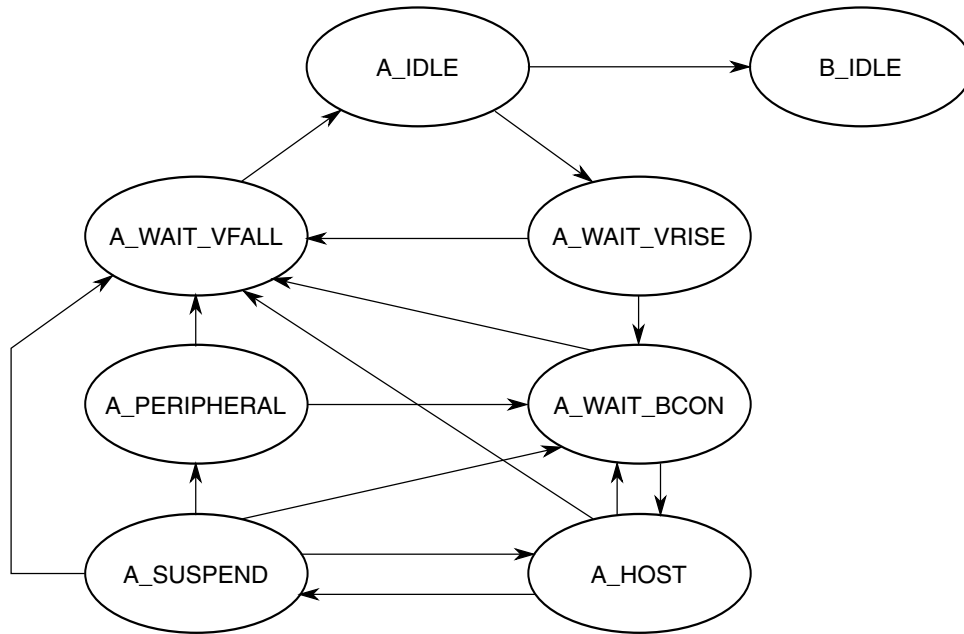 A_IDLE
B_IDLE
A_WAIT_VFALL
A_WAIT_VRISE
A_PERIPHERAL
A_WAIT_BCON
A_SUSPEND
A_HOST